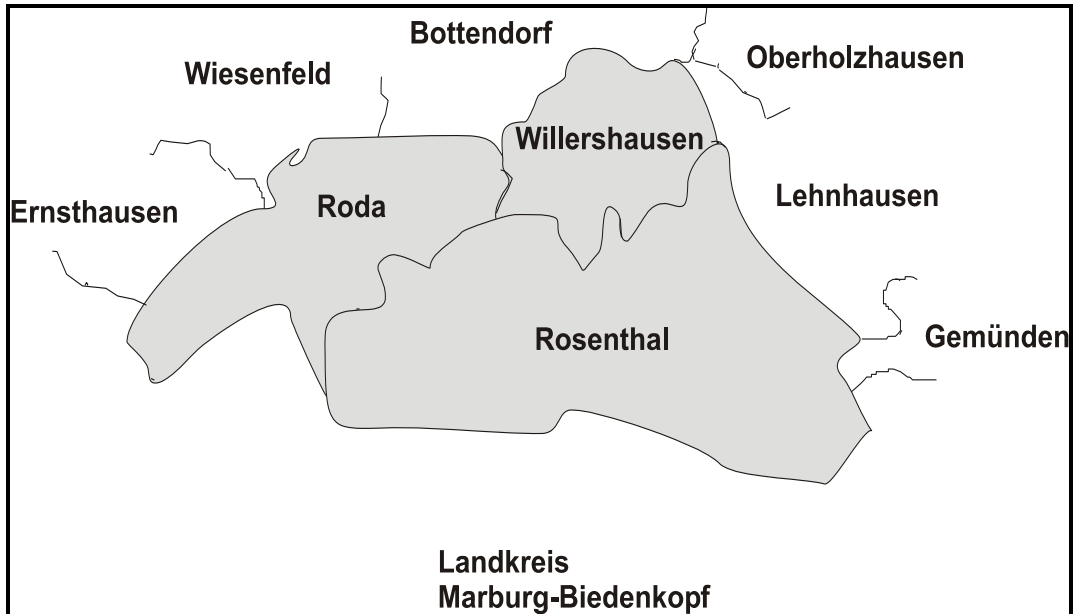 Bottendorf
Oberholzhausen
Wiesenfeld
Willershausen
Lehnhausen
Ernsthausen
Roda
Rosenthal
Gemünden
Landkreis
Marburg-Biedenkopf